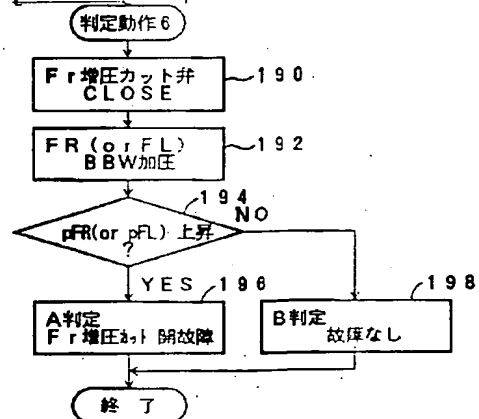 判定動作6
Fr増圧カット弁
CLOSE
190
FR(orFL)
BBW加圧
192
194
pFR(or pFL) 上昇
?
NO
YES
196
A判定
Fr増圧カット 開故障
198
B判定
故障なし
終了